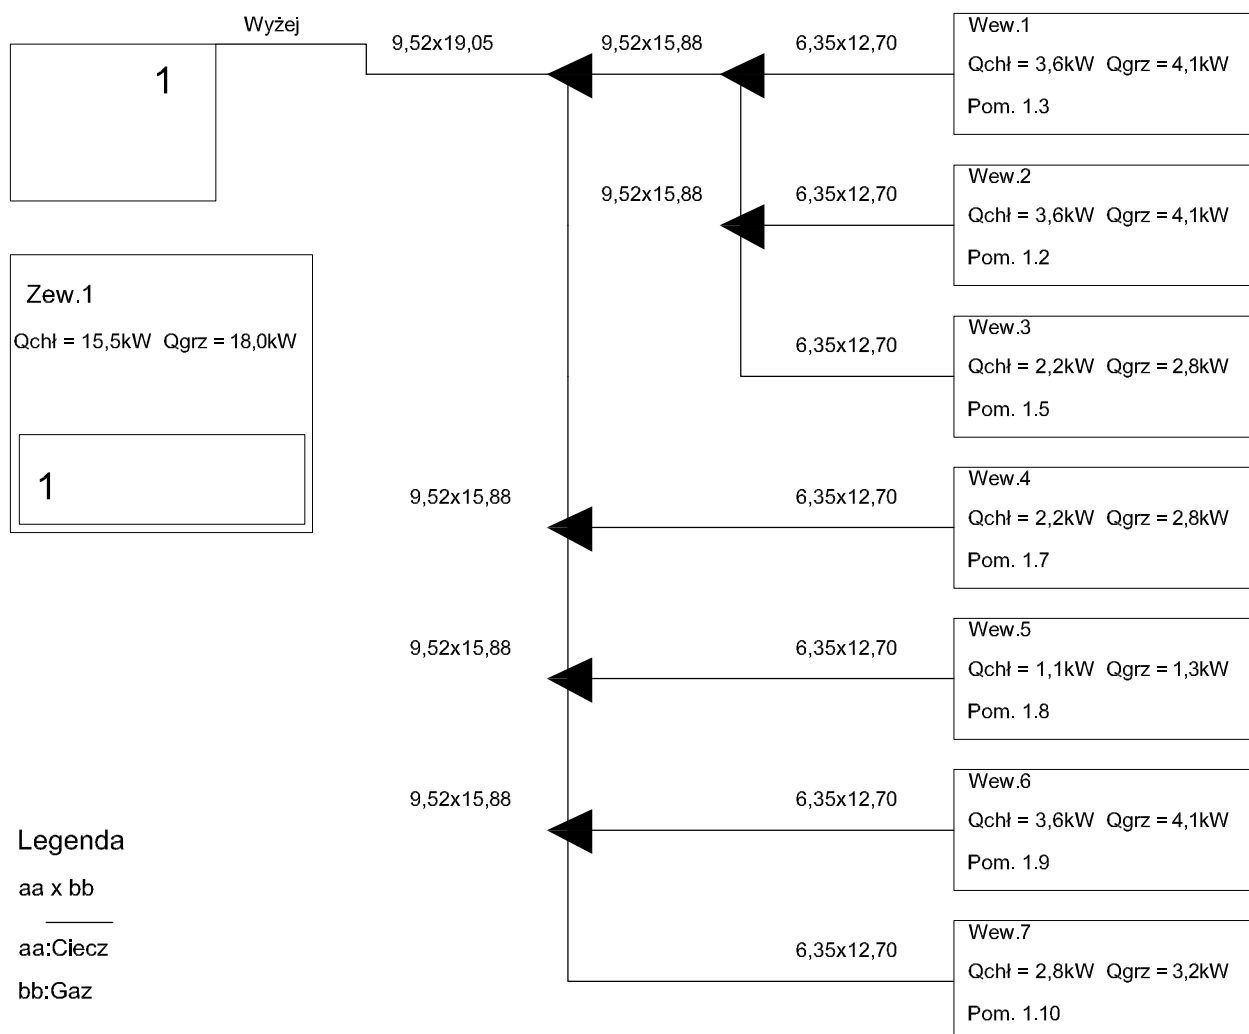 Wyżej
1
9,52x19,05
9,52x15,88
6,35x12,70
Wew.1
Qchł = 3,6kW Qgrz = 4,1kW
Pom. 1.3
9,52x15,88
6,35x12,70
Wew.2
Qchł = 3,6kW Qgrz = 4,1kW
Pom. 1.2
Zew.1
Qchł = 15,5kW Qgrz = 18,0kW
1
6,35x12,70
Wew.3
Qchł = 2,2kW Qgrz = 2,8kW
Pom. 1.5
9,52x15,88
6,35x12,70
Wew.4
Qchł = 2,2kW Qgrz = 2,8kW
Pom. 1.7
9,52x15,88
6,35x12,70
Wew.5
Qchł = 1,1kW Qgrz = 1,3kW
Pom. 1.8
9,52x15,88
6,35x12,70
Wew.6
Qchł = 3,6kW Qgrz = 4,1kW
Pom. 1.9
6,35x12,70
Wew.7
Qchł = 2,8kW Qgrz = 3,2kW
Pom. 1.10
Legenda
aa x bb
aa:Ciecz
bb:Gaz